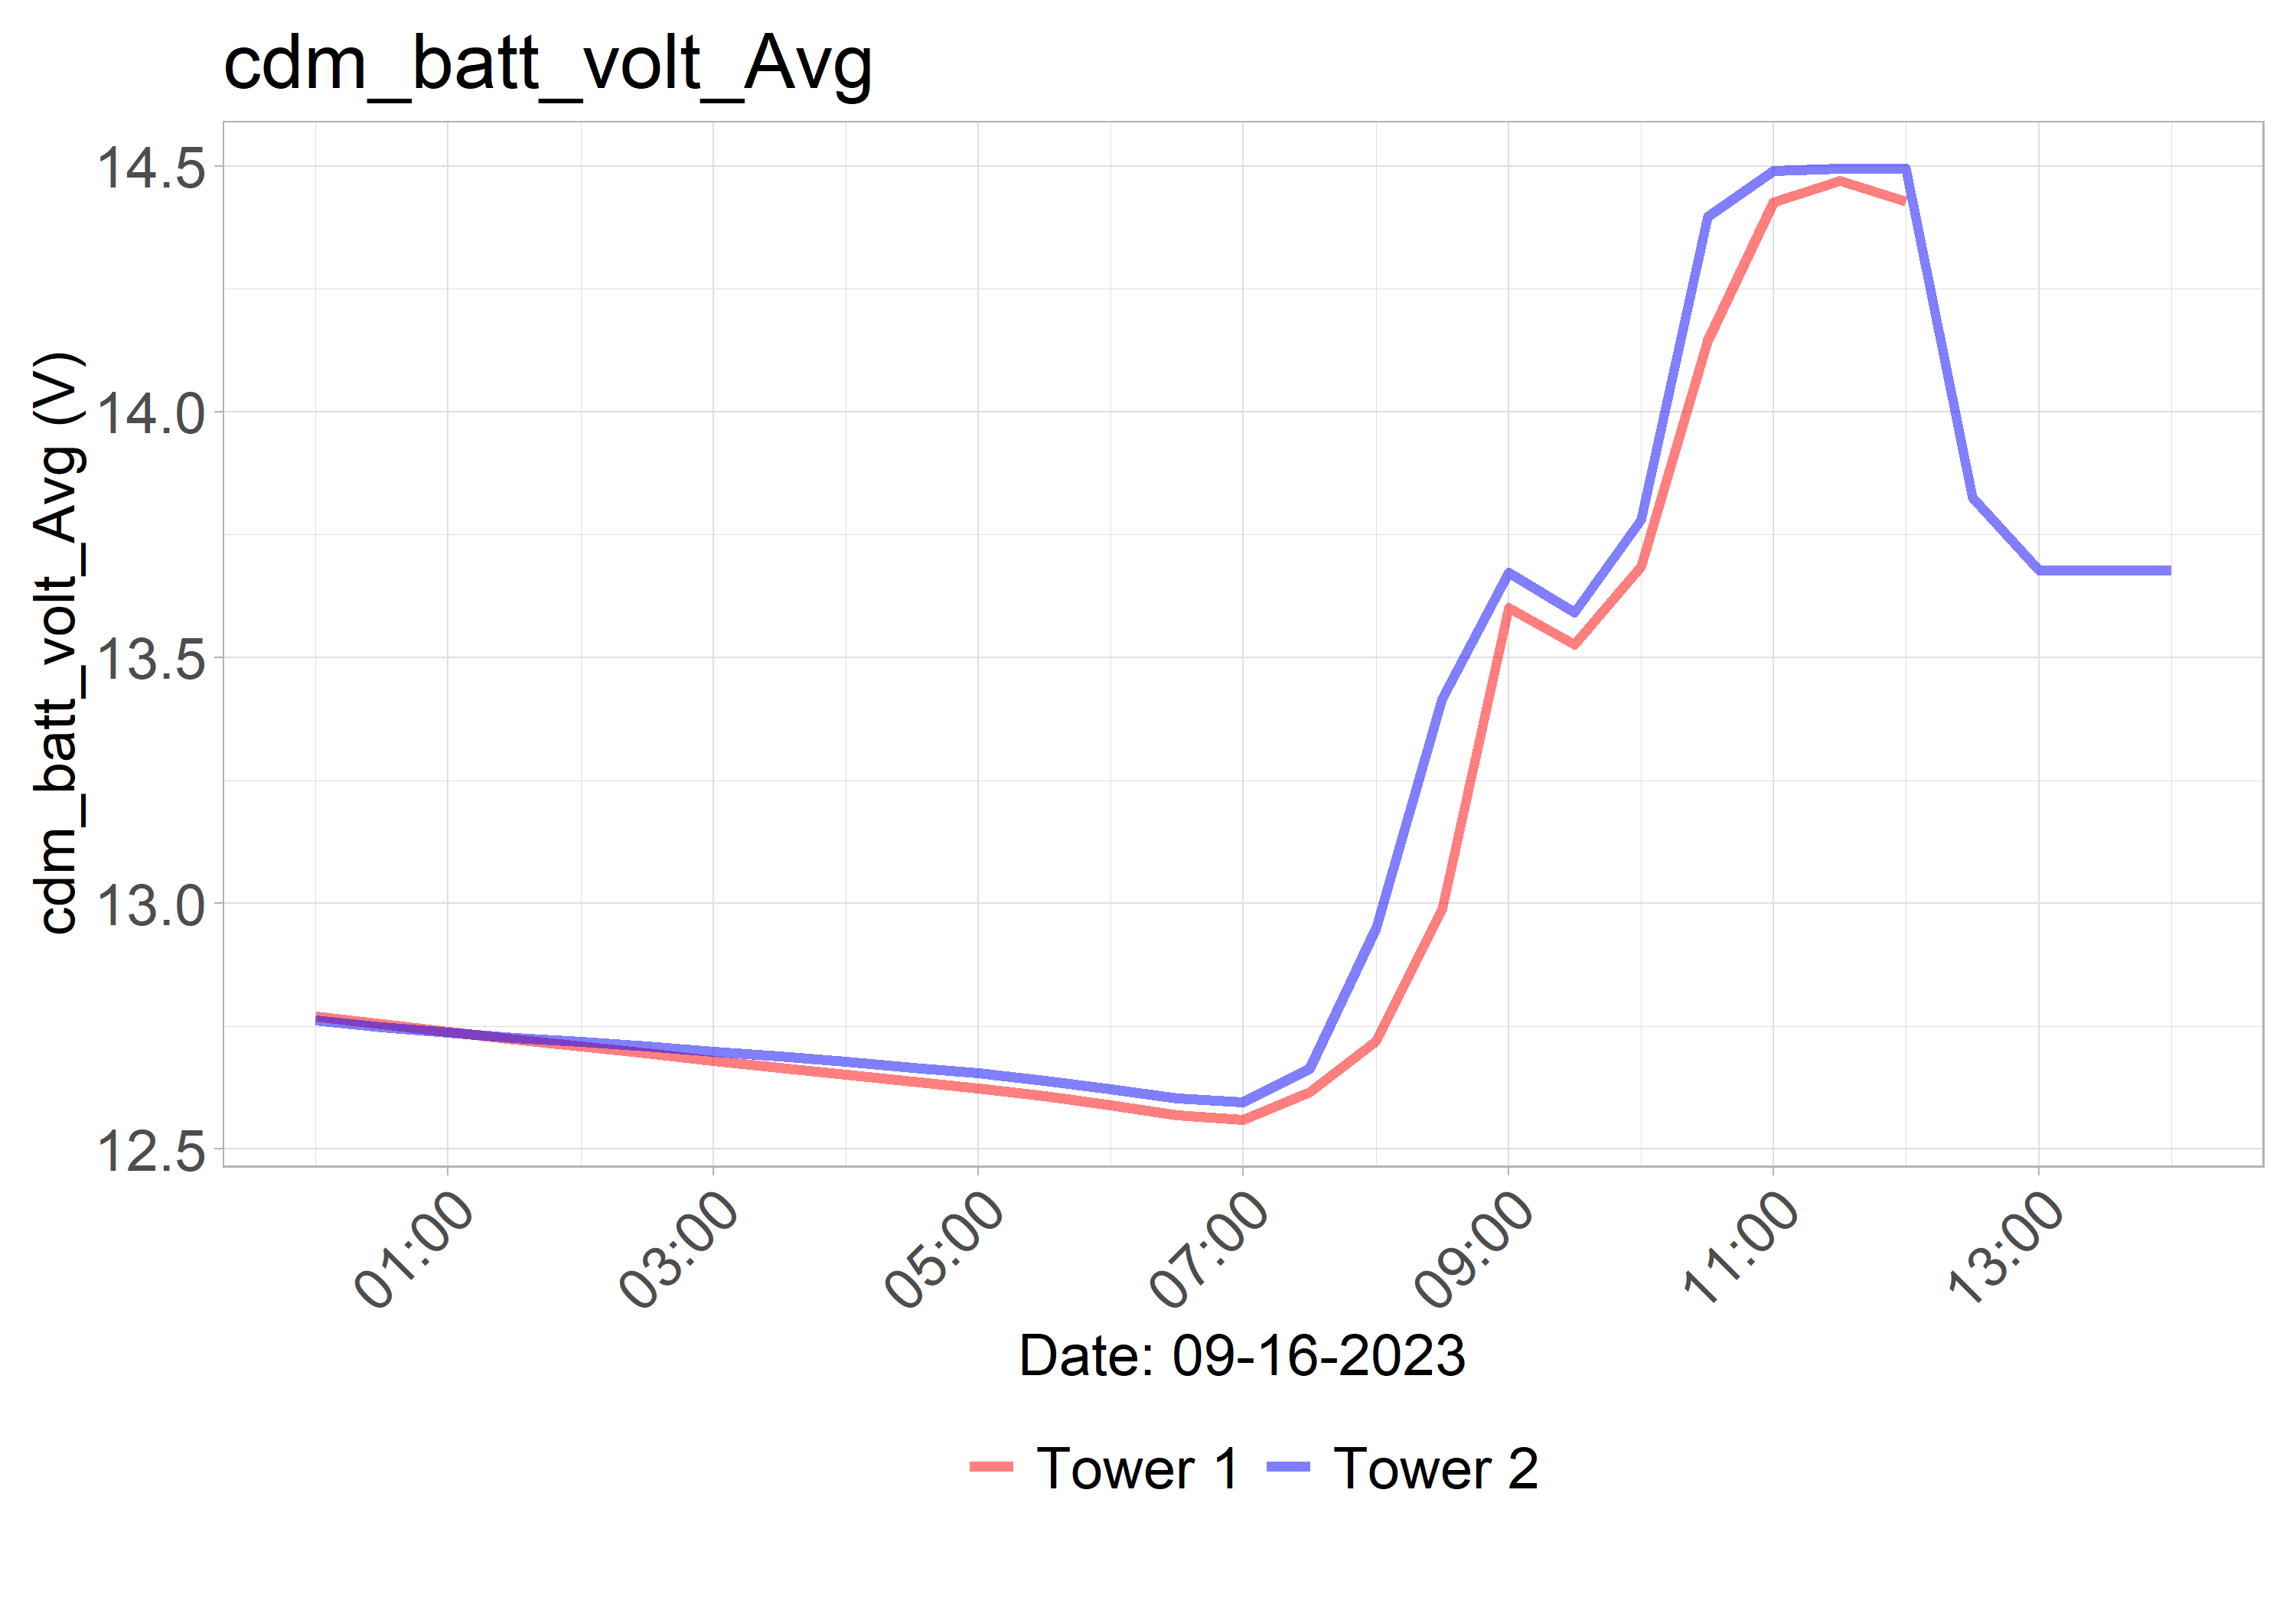 cdm_batt_volt_Avg
cdm_batt_volt_Avg (V)
14.5
14.0
13.5
13.0
12.5
01:00 03:00 05:00 07:00 09:00 11:00 13:00
Date: 09-16-2023
Tower 1 Tower 2